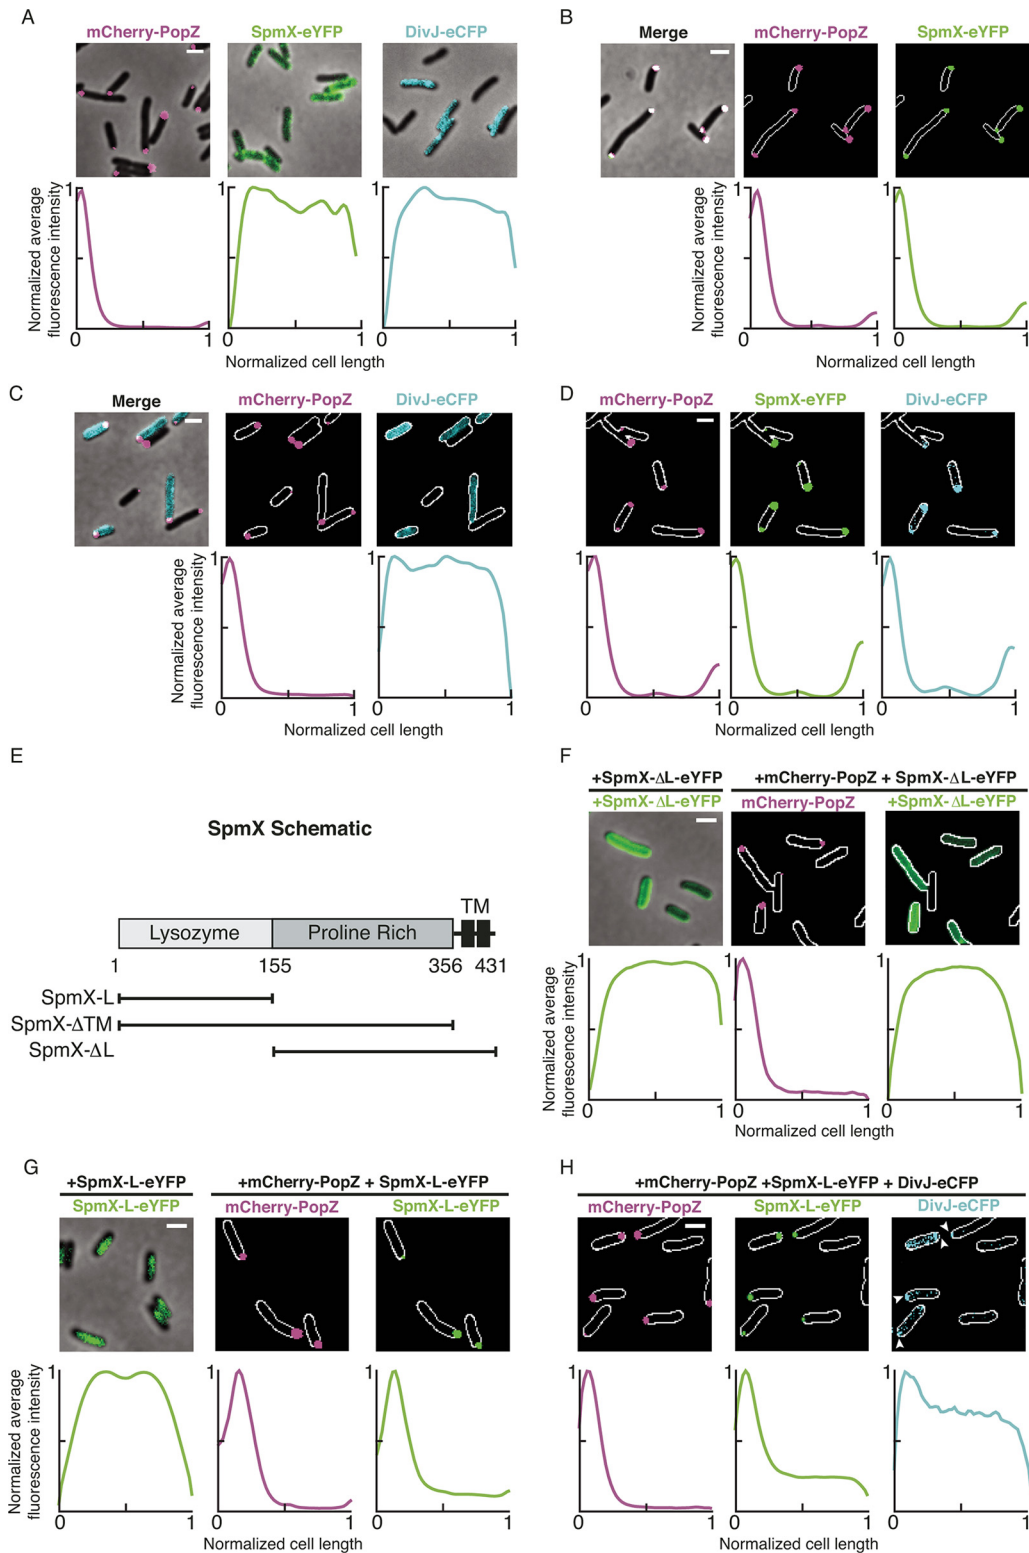 A
mCherry-PopZ SpmX-eYFP DivJ-eCFP
Normalized average
fluorescence intensity
1 1 1
0 1 0 1 0 1
Normalized cell length
B
Merge mCherry-PopZ SpmX-eYFP
Normalized average
fluorescence intensity
1 1
0 1 0 1
Normalized cell length
C
Merge mCherry-PopZ DivJ-eCFP
Normalized average
fluorescence intensity
1 1
0 1 0 1
Normalized cell length
D
mCherry-PopZ SpmX-eYFP DivJ-eCFP
Normalized average
fluorescence intensity
1 1 1
0 1 0 1 0 1
Normalized cell length
E
SpmX Schematic
TM
Lysozyme Proline Rich
1 155 356 431
SpmX-L
SpmX-ΔTM
SpmX-ΔL
F
+SpmX-ΔL-eYFP +mCherry-PopZ + SpmX-ΔL-eYFP
+SpmX-ΔL-eYFP mCherry-PopZ +SpmX-ΔL-eYFP
Normalized average
fluorescence intensity
1 1 1
0 1 0 1 0 1
Normalized cell length
G
+SpmX-L-eYFP +mCherry-PopZ + SpmX-L-eYFP
SpmX-L-eYFP mCherry-PopZ SpmX-L-eYFP
Normalized average
fluorescence intensity
1 1 1
0 1 0 1 0 1
Normalized cell length
H
+mCherry-PopZ +SpmX-L-eYFP + DivJ-eCFP
mCherry-PopZ SpmX-L-eYFP DivJ-eCFP
Normalized average
fluorescence intensity
1 1 1
0 1 0 1 0 1
Normalized cell length